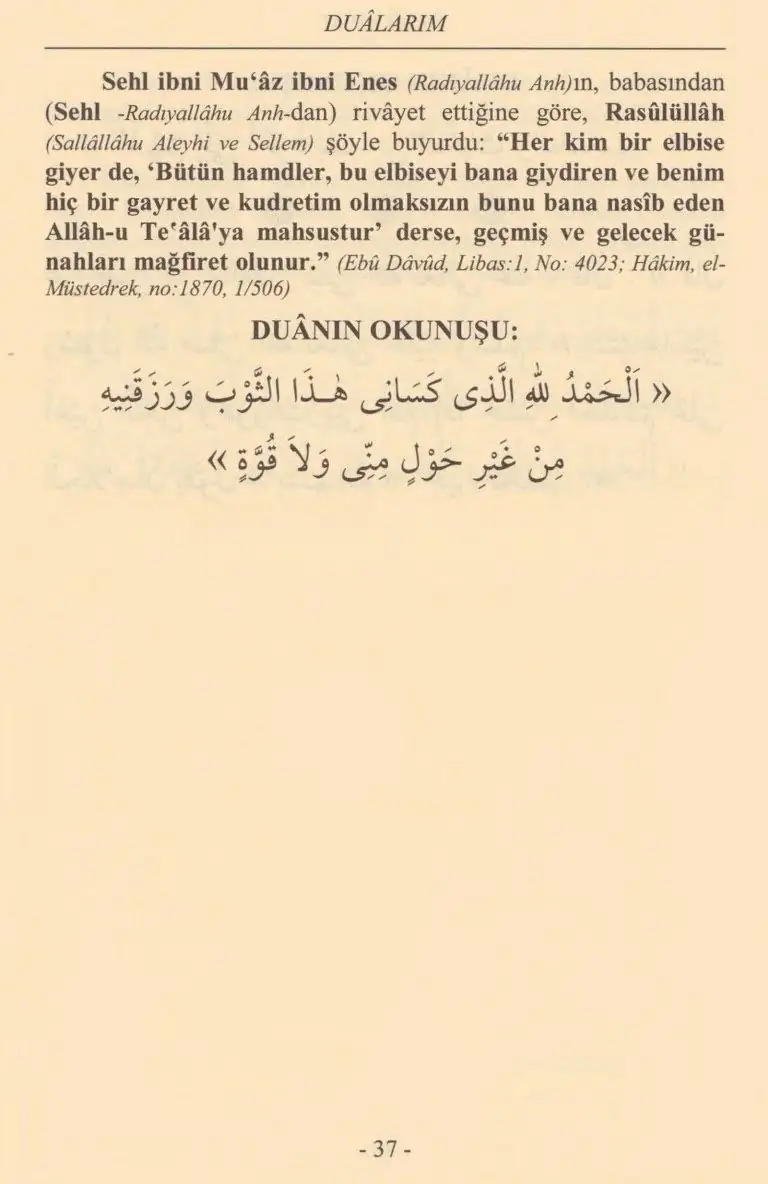 DUÂLARIM
Sehl ibni Mu‘âz ibni Enes (Radıyallâhu Anh)ın, babasından
(Sehl -Radıyallâhu Anh-dan) rivâyet ettiğine göre, Rasûlüllâh
(Sallâllâhu Aleyhi ve Sellem) şöyle buyurdu: “Her kim bir elbise
giyer de, ‘Bütün hamdler, bu elbiseyi bana giydiren ve benim
hiç bir gayret ve kudretim olmaksızın bunu bana nasîb eden
Allâh-u Te‘âlâ'ya mahsustur’ derse, geçmiş ve gelecek gü-
nahları mağfiret olunur.” (Ebû Dâvûd, Libas:1, No: 4023; Hâkim, el-
Müstedrek, no:1870, 1/506)
DUÂNIN OKUNUŞU:
« اَلْحَمْدُ لِلّٰهِ الَّذِى كَسَانِى هٰذَا الثَّوْبَ وَرَزَقَنِيهِ
مِنْ غَيْرِ حَوْلٍ مِنِّى وَلاَ قُوَّةٍ »
- 37 -